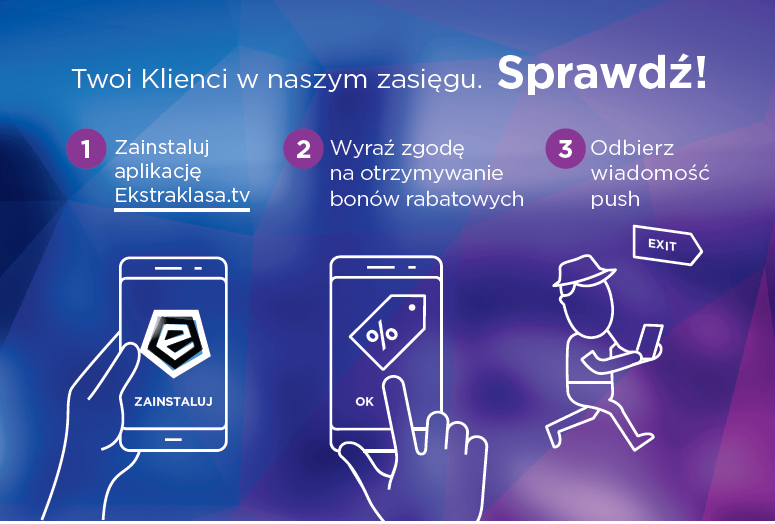 Twoi Klienci w naszym zasięgu. Sprawdź!
1 Zainstaluj
aplikację
Ekstraklasa.tv
2 Wyraź zgodę
na otrzymywanie
bonów rabatowych
3 Odbierz
wiadomość
push
EXIT
e
ZAINSTALUJ
%
OK